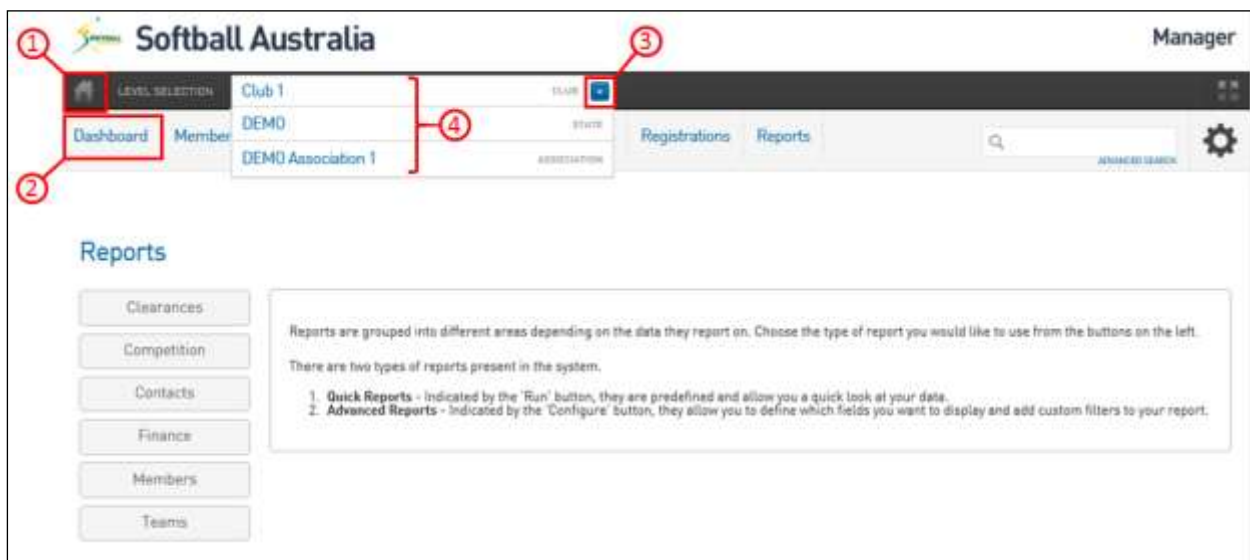 Softball Australia
Manager
1
3
LEVEL SELECTION
Club 1
CLUB
DEMO
STATE
DEMO Association 1
ASSOCIATION
4
Dashboard
Member
Registrations
Reports
ADVANCED SEARCH
2
Reports
Clearances
Competition
Contacts
Finance
Members
Teams
Reports are grouped into different areas depending on the data they report on. Choose the type of report you would like to use from the buttons on the left.
There are two types of reports present in the system.
1. Quick Reports - Indicated by the 'Run' button, they are predefined and allow you a quick look at your data.
2. Advanced Reports - Indicated by the 'Configure' button, they allow you to define which fields you want to display and add custom filters to your report.